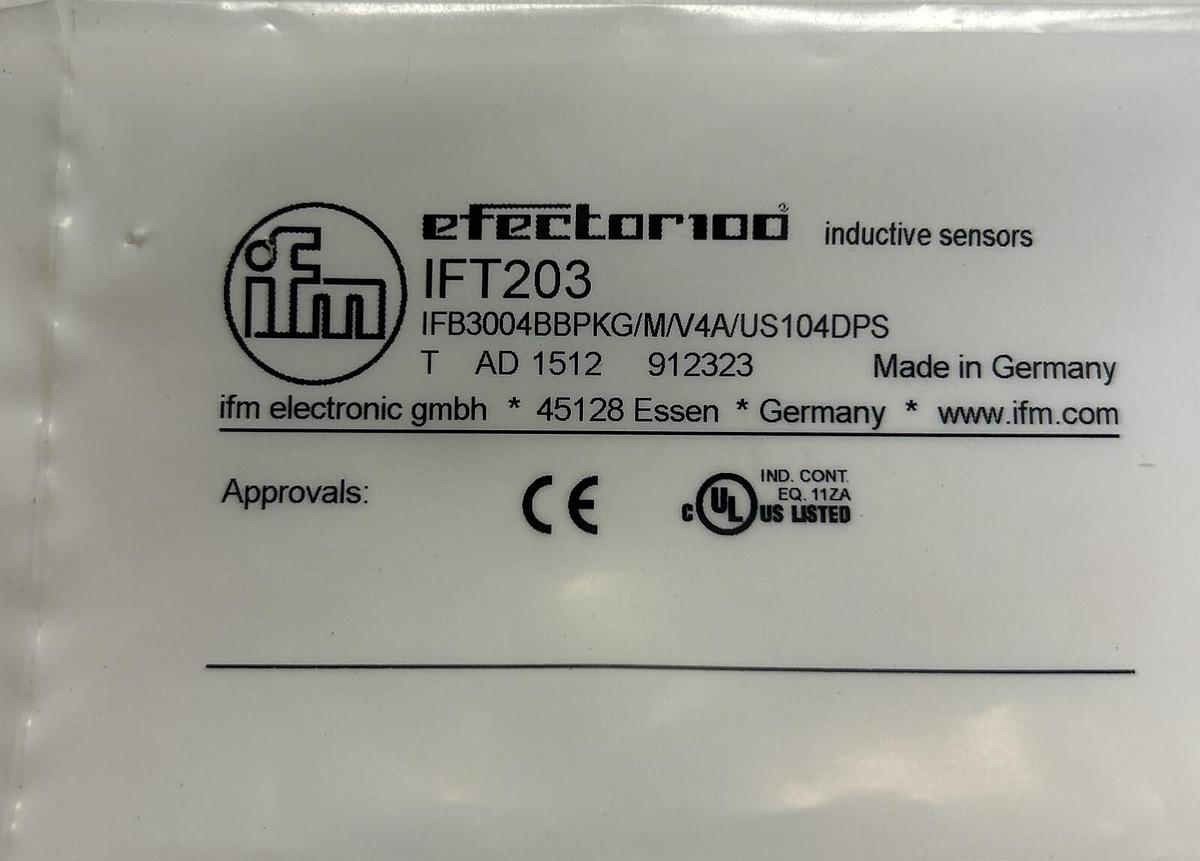 ifm
efector100®
inductive sensors
IFT203
IFB3004BBPKG/M/V4A/US104DPS
T AD 1512 912323 Made in Germany
ifm electronic gmbh * 45128 Essen * Germany * www.ifm.com
Approvals:
CE
c UL US LISTED
IND. CONT.
EQ. 11ZA